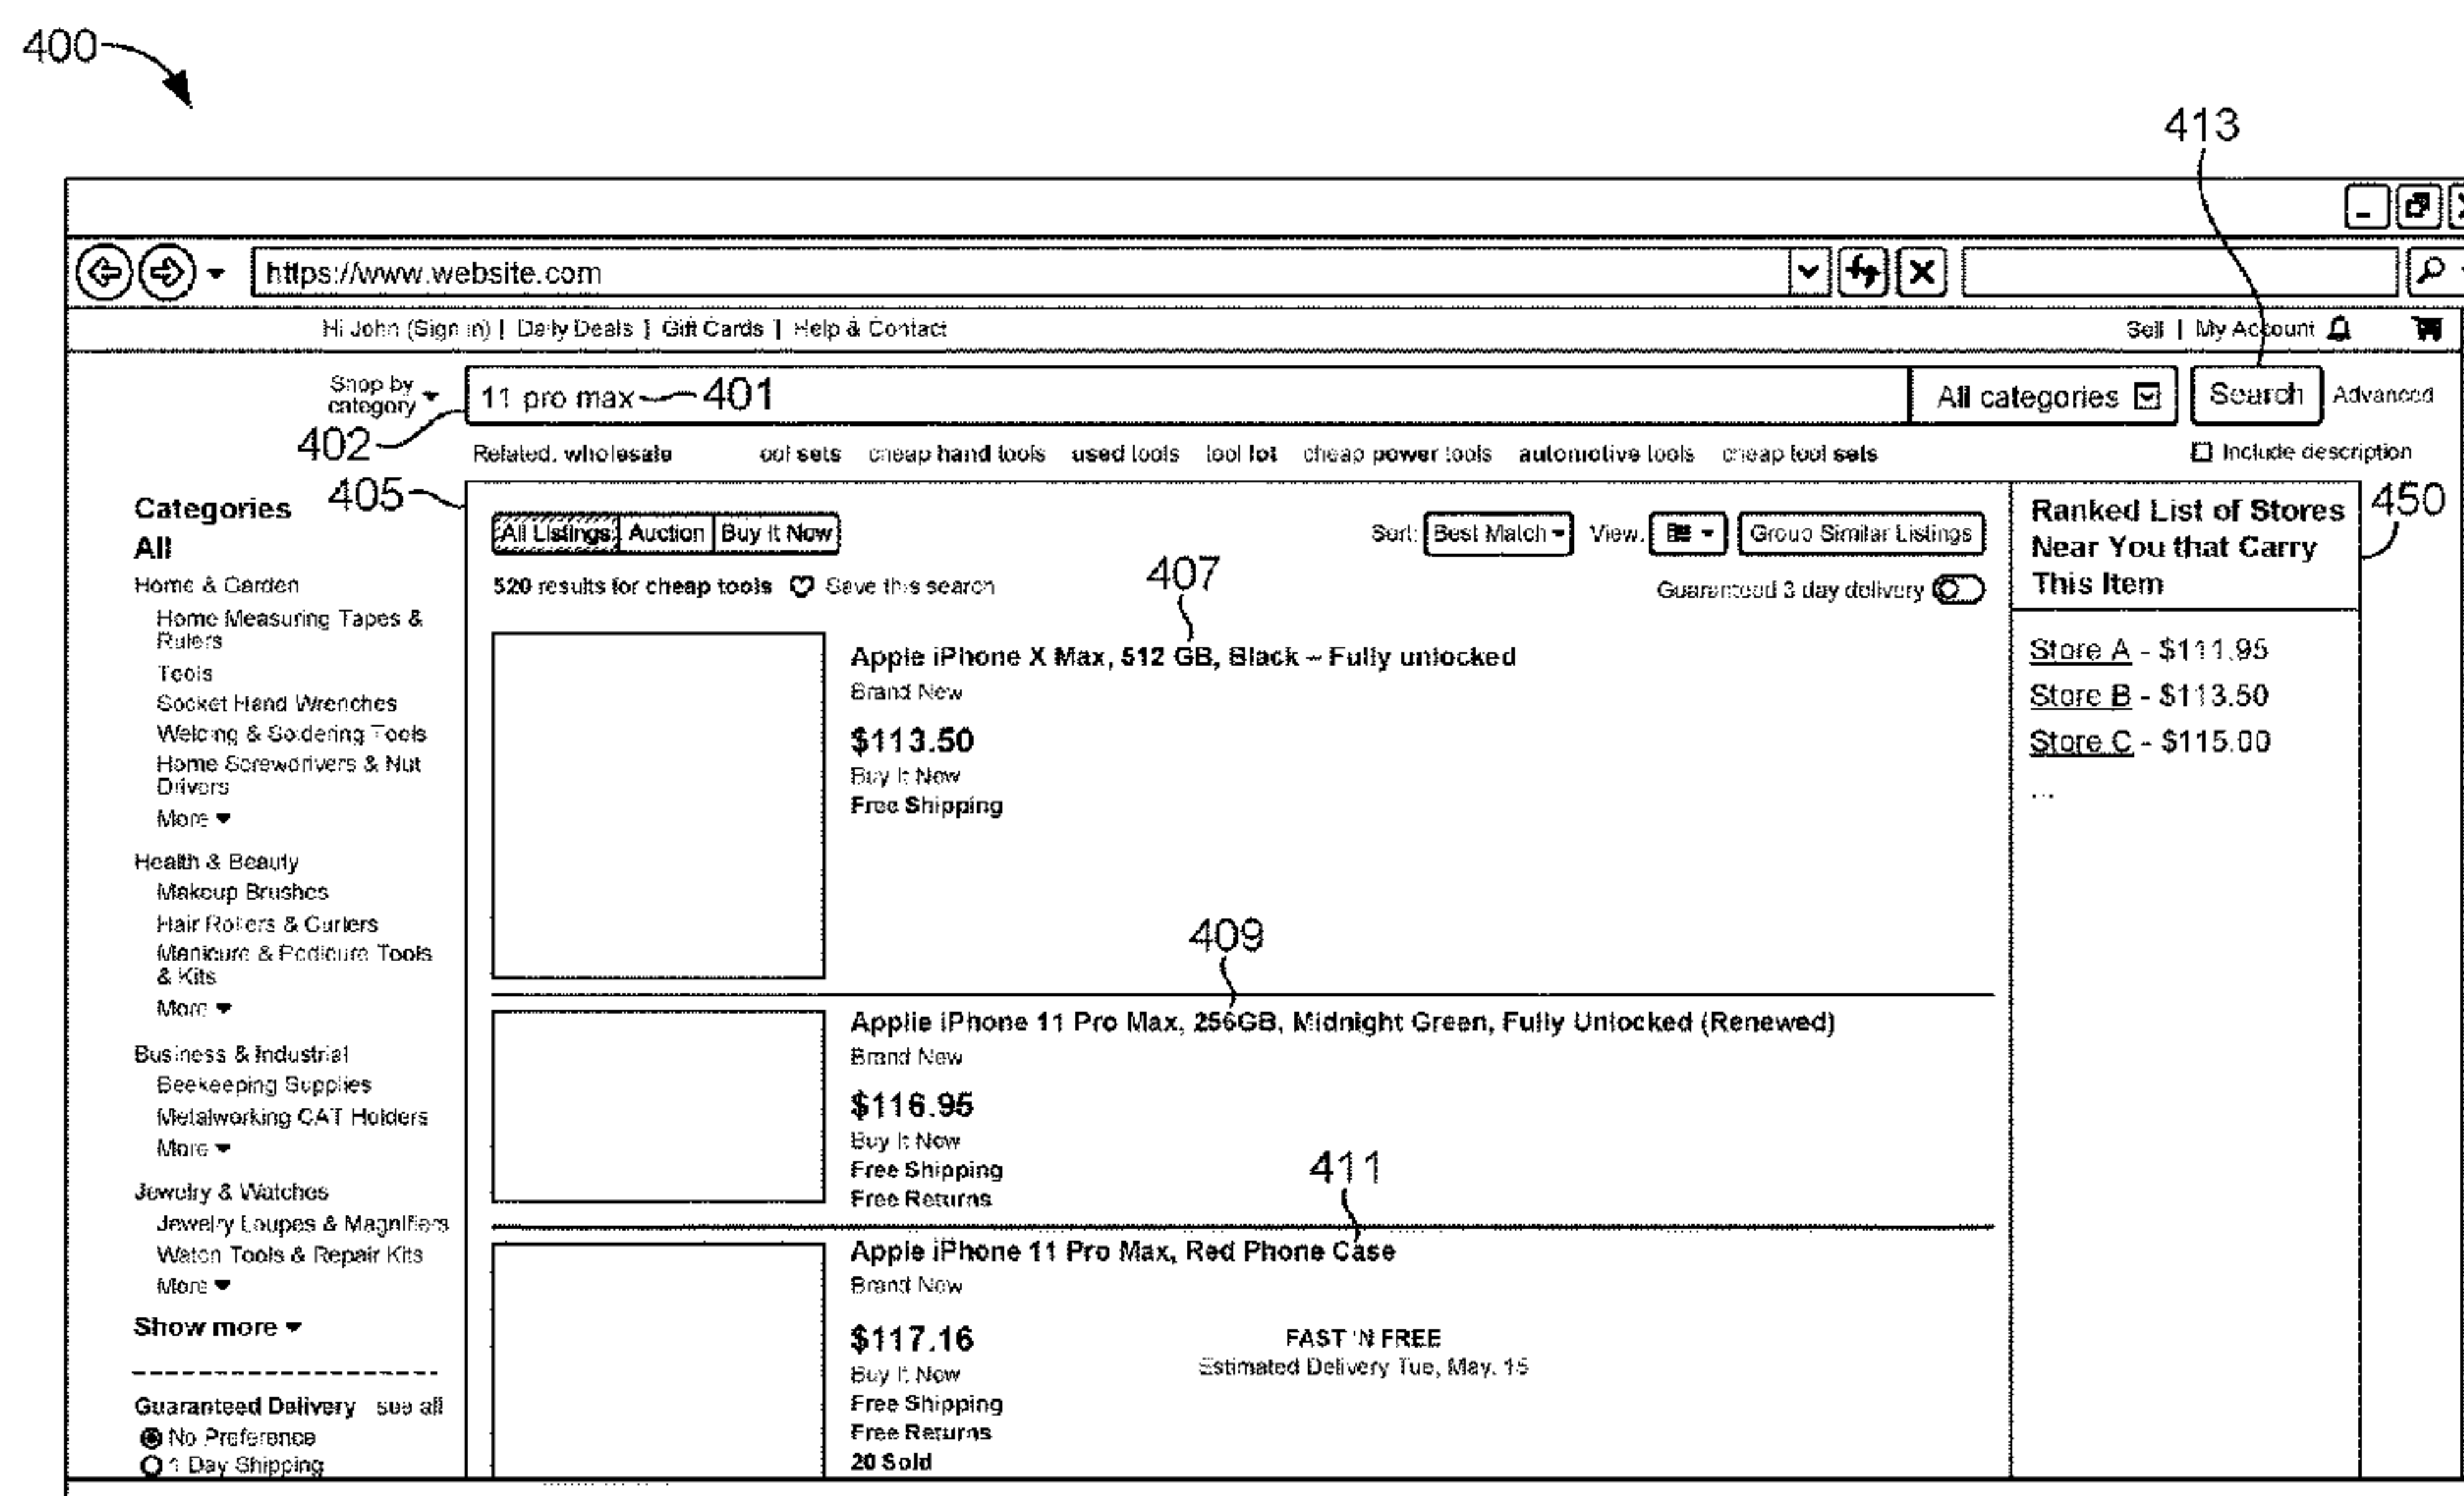 400
413
https://www.website.com
Hi John (Sign in) | Daily Deals | Gift Cards | Help & Contact
Sell | My Account
Shop by category
11 pro max
401
All categories
Search
Advanced
402
Related: wholesale ool sets cheap hand tools used tools tool lot cheap power tools automotive tools cheap tool sets
Include description
405
450
Categories
All
Home & Garden
Home Measuring Tapes &
Rulers
Tools
Socket Hand Wrenches
Welding & Soldering Tools
Home Screwdrivers & Nut
Drivers
More
Health & Beauty
Makeup Brushes
Hair Rollers & Curlers
Manicure & Pedicure Tools
& Kits
More
Business & Industrial
Beekeeping Supplies
Metalworking CAT Holders
More
Jewelry & Watches
Jewelry Loupes & Magnifiers
Watch Tools & Repair Kits
More
Show more
Guaranteed Delivery see all
No Preference
1 Day Shipping
All Listings Auction Buy It Now
Sort: Best Match View: Group Similar Listings
520 results for cheap tools Save this search
407
Guaranteed 3 day delivery
Apple iPhone X Max, 512 GB, Black – Fully unlocked
Brand New
$113.50
Buy It Now
Free Shipping
409
Applie iPhone 11 Pro Max, 256GB, Midnight Green, Fully Unlocked (Renewed)
Brand New
$116.95
Buy It Now
Free Shipping
Free Returns
411
Apple iPhone 11 Pro Max, Red Phone Case
Brand New
$117.16
Buy It Now
Free Shipping
Free Returns
20 Sold
FAST 'N FREE
Estimated Delivery Tue, May. 15
Ranked List of Stores
Near You that Carry
This Item
Store A - $111.95
Store B - $113.50
Store C - $115.00
...